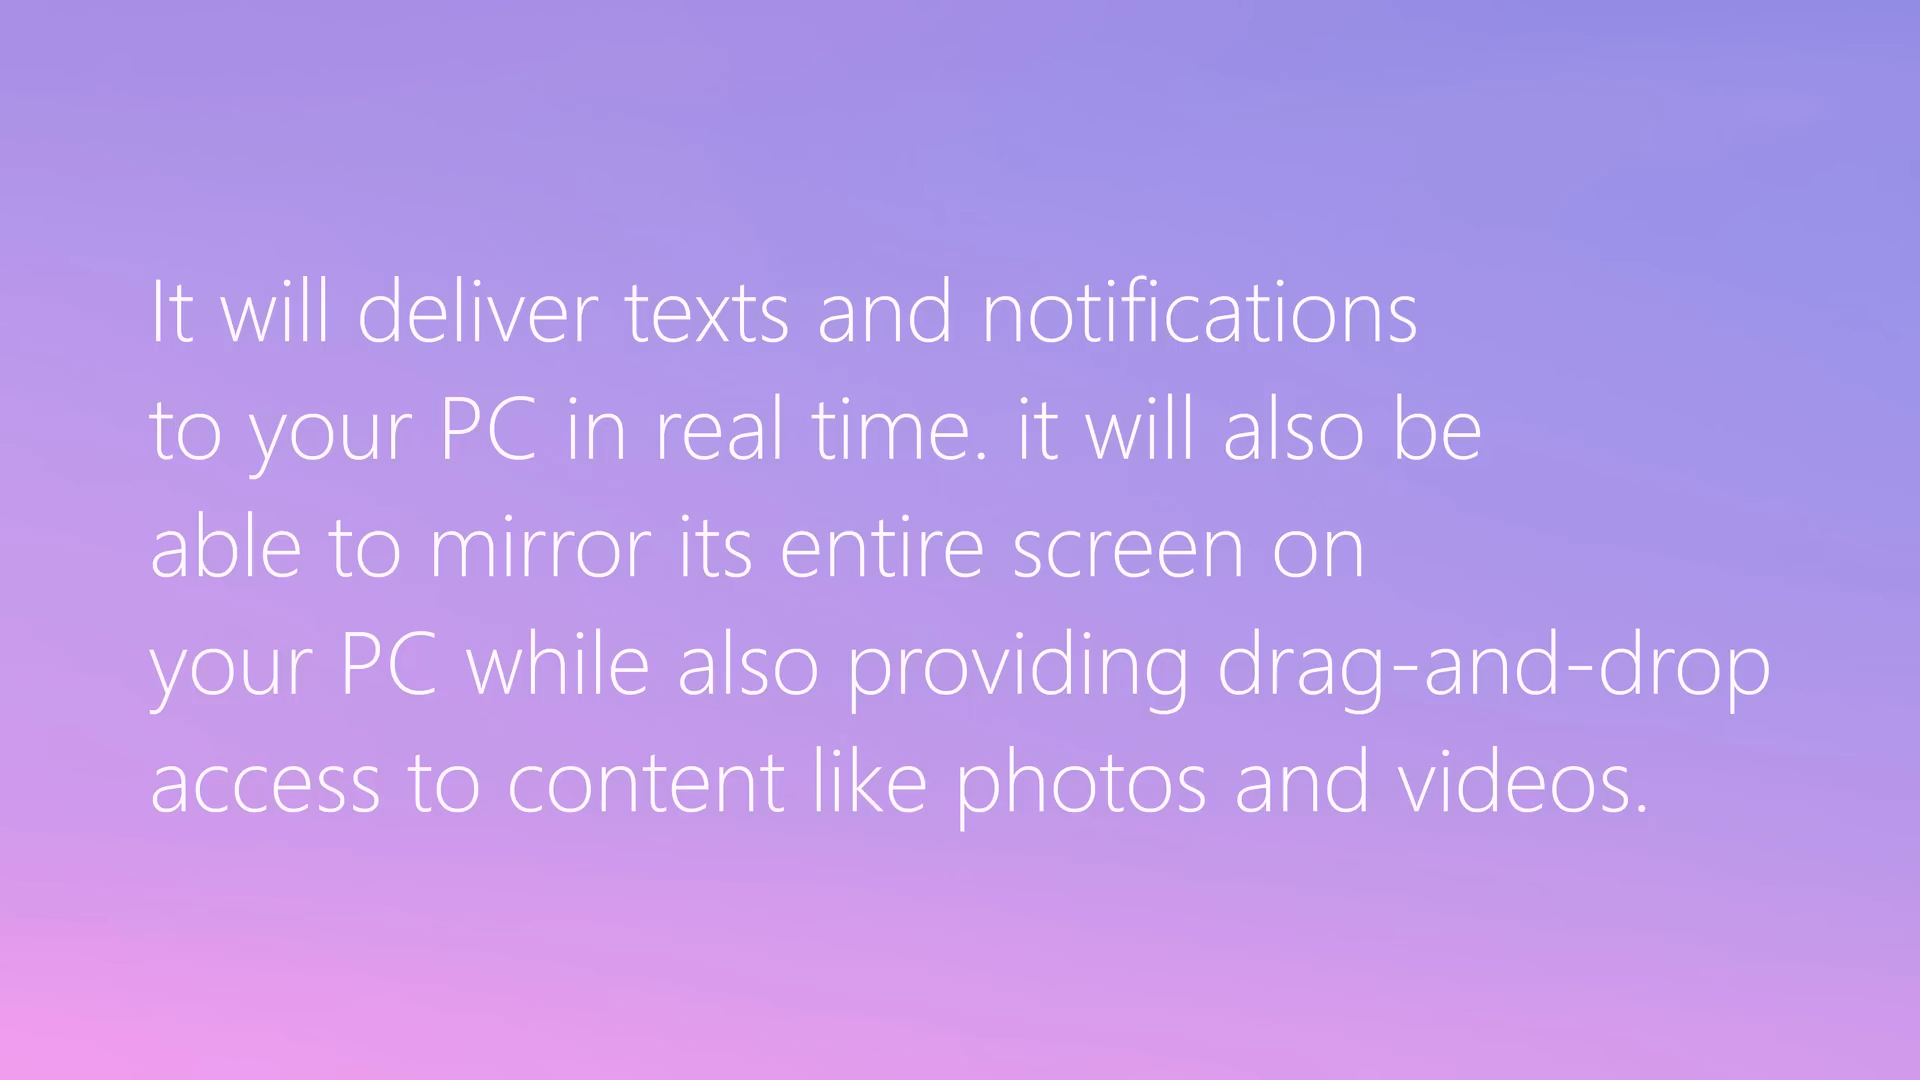 It will deliver texts and notifications
to your PC in real time. it will also be
able to mirror its entire screen on
your PC while also providing drag-and-drop
access to content like photos and videos.